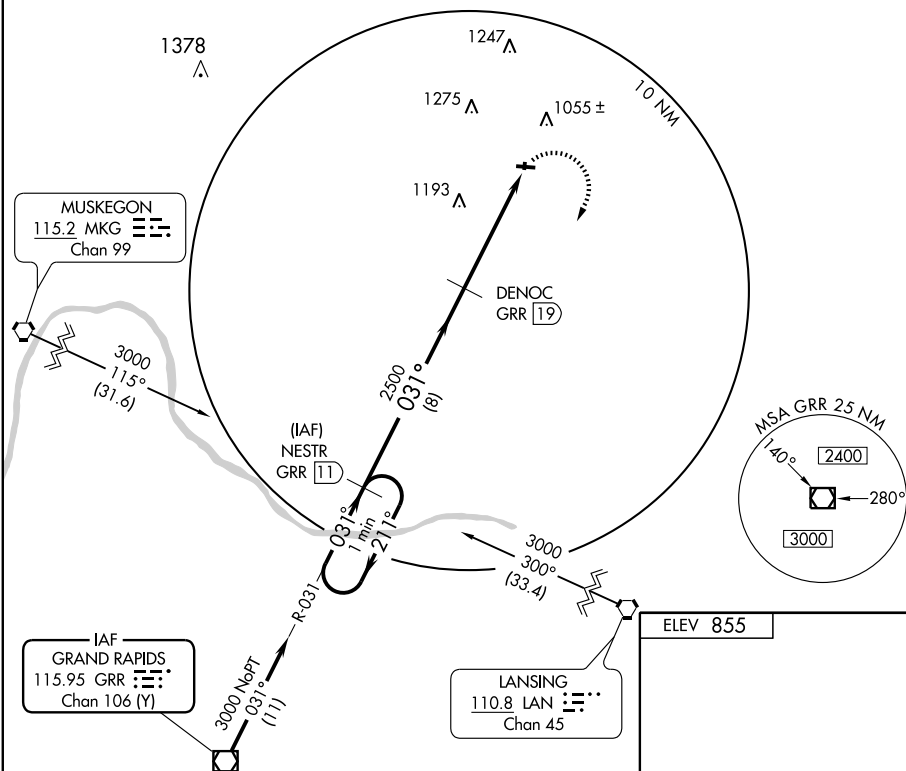 1378
1247
1275
1055 ±
10 NM
1193
MUSKEGON
115.2 MKG
Chan 99
3000
115°
(31.6)
DENOC
GRR 19
2500
031°
(8)
(IAF)
NESTR
GRR 11
031°
1 min
211°
R-031
MSA GRR 25 NM
140°
2400
280°
3000
3000
300°
(33.4)
IAF
GRAND RAPIDS
115.95 GRR
Chan 106 (Y)
3000 NoPT
031°
(11)
LANSING
110.8 LAN
Chan 45
ELEV 855